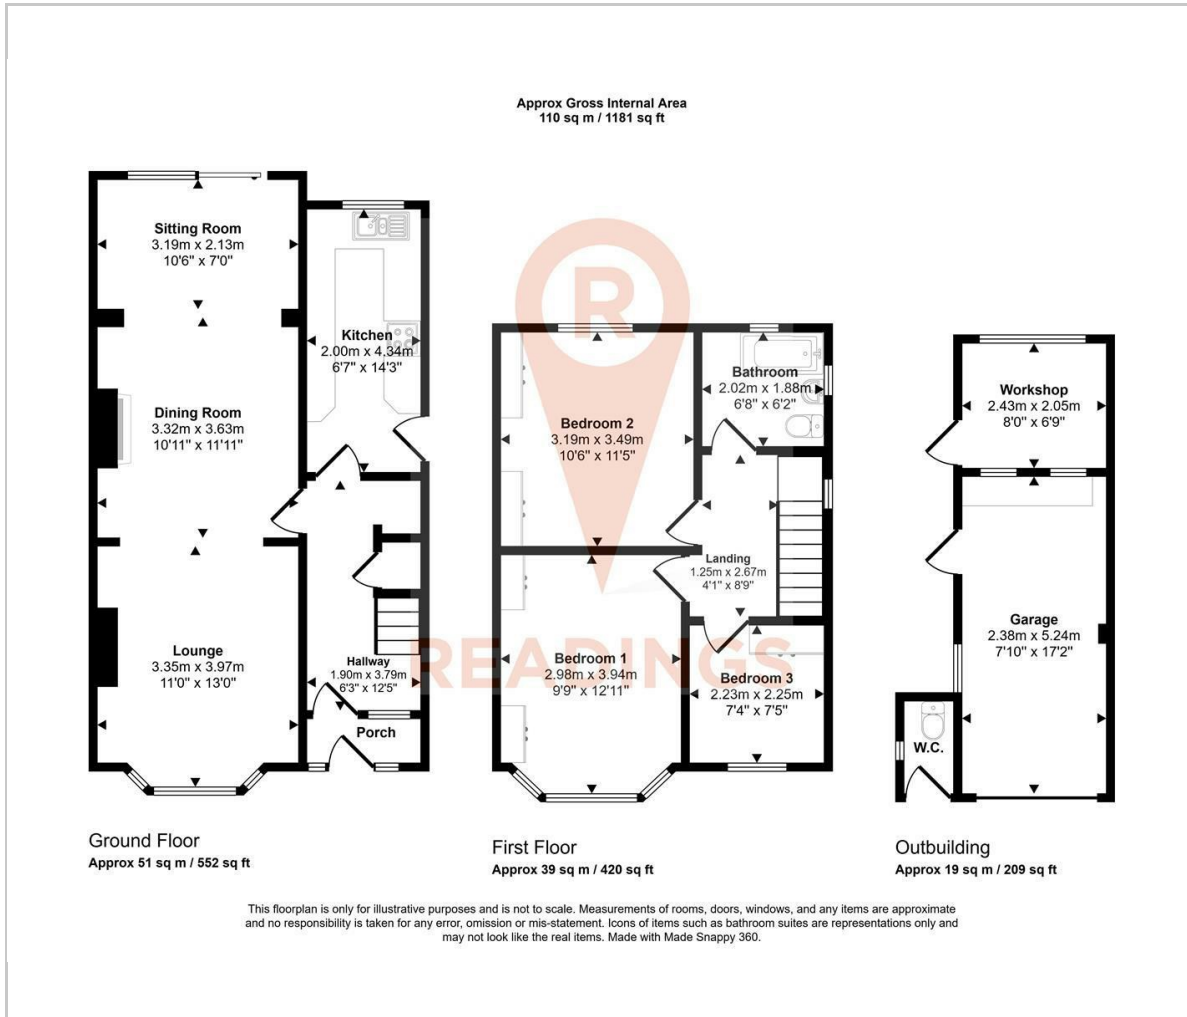 Approx Gross Internal Area
110 sq m / 1181 sq ft
Sitting Room
3.19m x 2.13m
10'6" x 7'0"
Kitchen
2.00m x 4.34m
6'7" x 14'3"
Dining Room
3.32m x 3.63m
10'11" x 11'11"
Lounge
3.35m x 3.97m
11'0" x 13'0"
Hallway
1.90m x 3.79m
6'3" x 12'5"
Porch
Ground Floor
Approx 51 sq m / 552 sq ft
R
READINGS
Bathroom
2.02m x 1.88m
6'8" x 6'2"
Bedroom 2
3.19m x 3.49m
10'6" x 11'5"
Landing
1.25m x 2.67m
4'1" x 8'9"
Bedroom 1
2.98m x 3.94m
9'9" x 12'11"
Bedroom 3
2.23m x 2.25m
7'4" x 7'5"
First Floor
Approx 39 sq m / 420 sq ft
Workshop
2.43m x 2.05m
8'0" x 6'9"
Garage
2.38m x 5.24m
7'10" x 17'2"
W.C.
Outbuilding
Approx 19 sq m / 209 sq ft
This floorplan is only for illustrative purposes and is not to scale. Measurements of rooms, doors, windows, and any items are approximate
and no responsibility is taken for any error, omission or mis-statement. Icons of items such as bathroom suites are representations only and
may not look like the real items. Made with Made Snappy 360.